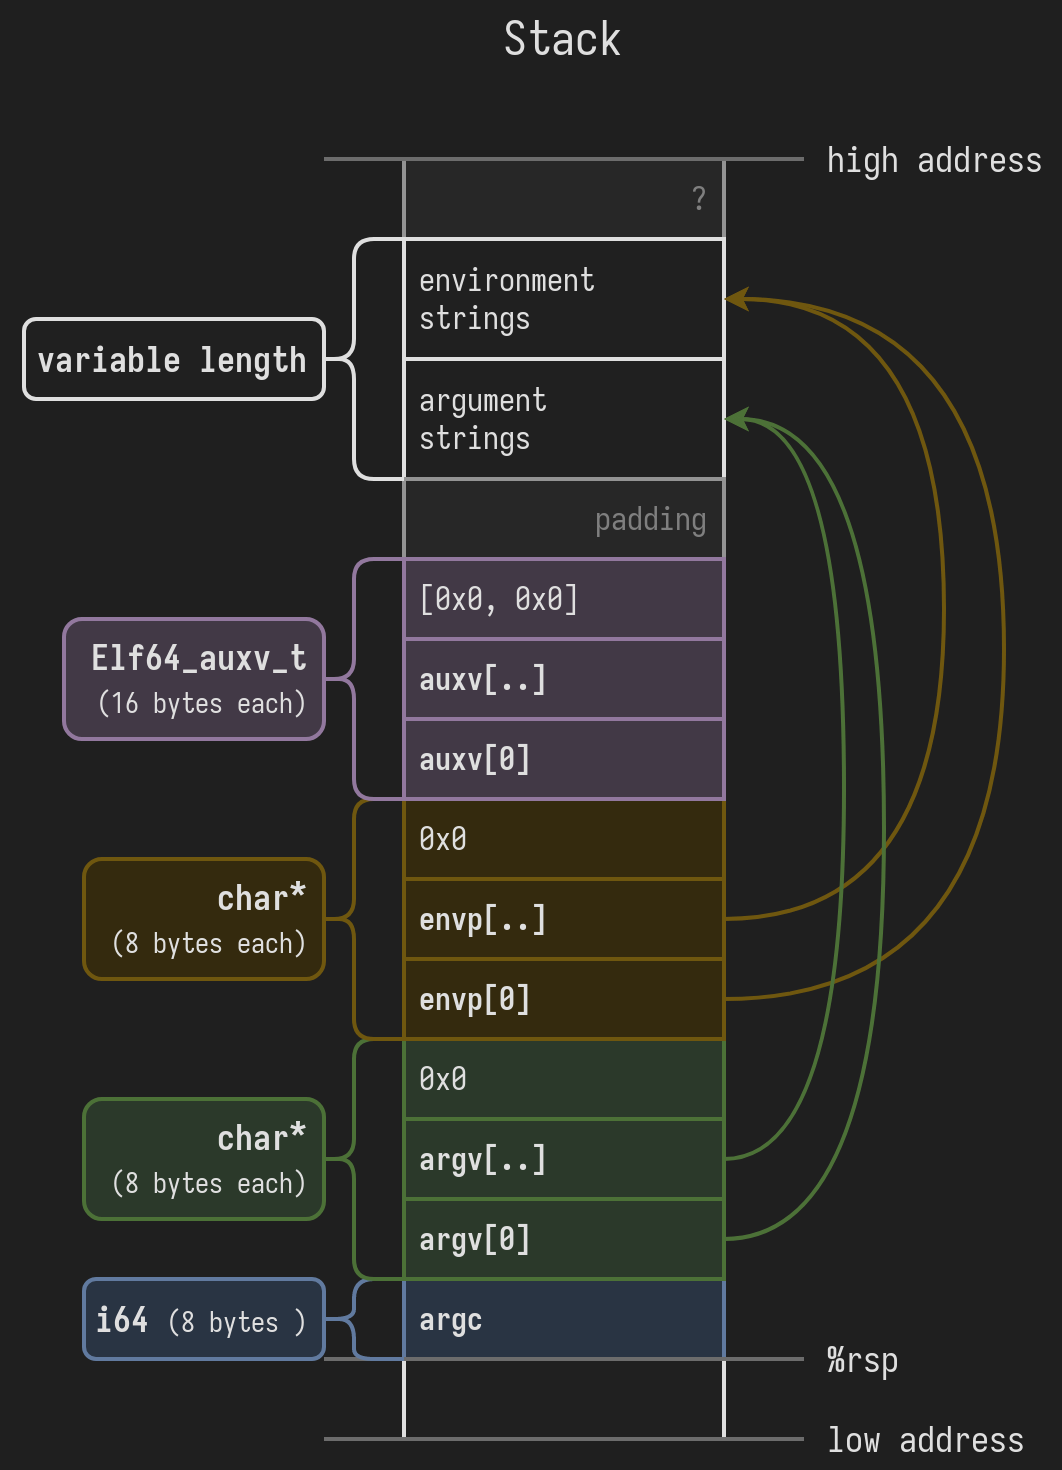 Stack
high address
?
environment
strings
variable length
argument
strings
padding
[0x0, 0x0]
Elf64_auxv_t
(16 bytes each)
auxv[..]
auxv[0]
0x0
char*
(8 bytes each)
envp[..]
envp[0]
0x0
char*
(8 bytes each)
argv[..]
argv[0]
i64 (8 bytes )
argc
%rsp
low address